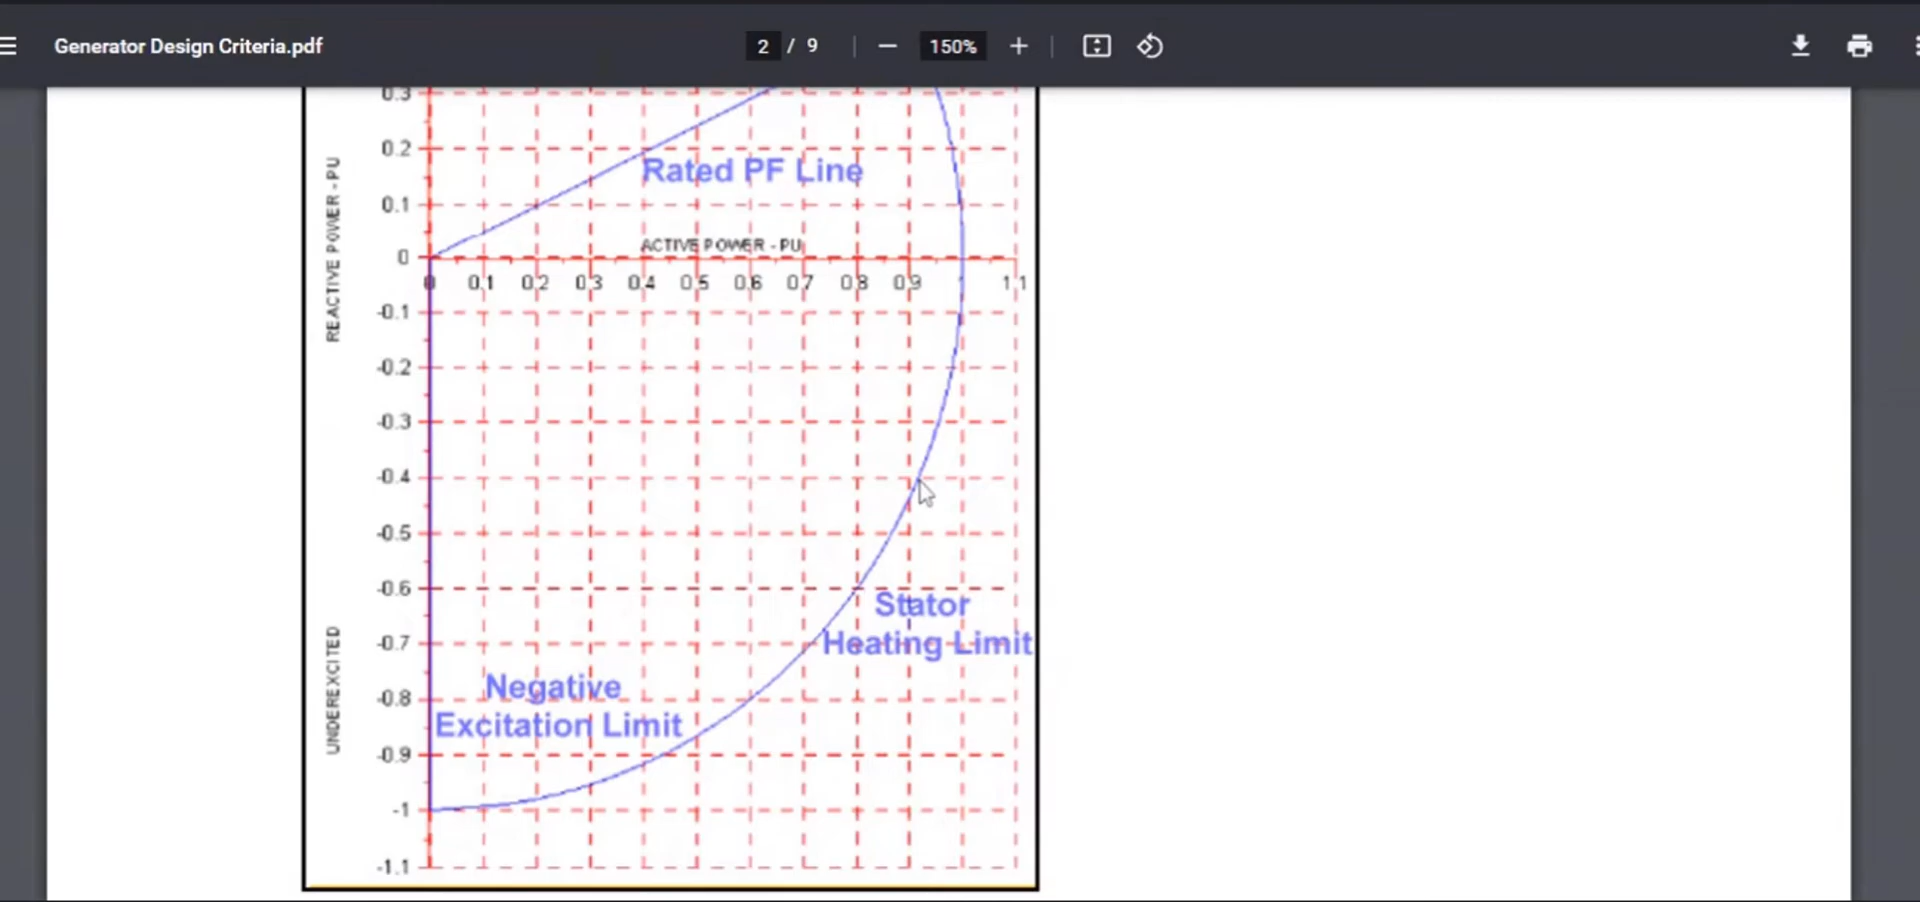 Generator Design Criteria.pdf
2 / 9
150%
0.3
0.2
Rated PF Line
0.1
ACTIVE POWER - PU
0
0 0.1 0.2 0.3 0.4 0.5 0.6 0.7 0.8 0.9 1.1
REACTIVE POWER - PU
-0.1
-0.2
-0.3
-0.4
-0.5
-0.6
Stator
Heating Limit
-0.7
Negative
Excitation Limit
-0.8
UNDEREXCITED
-0.9
-1
-1.1